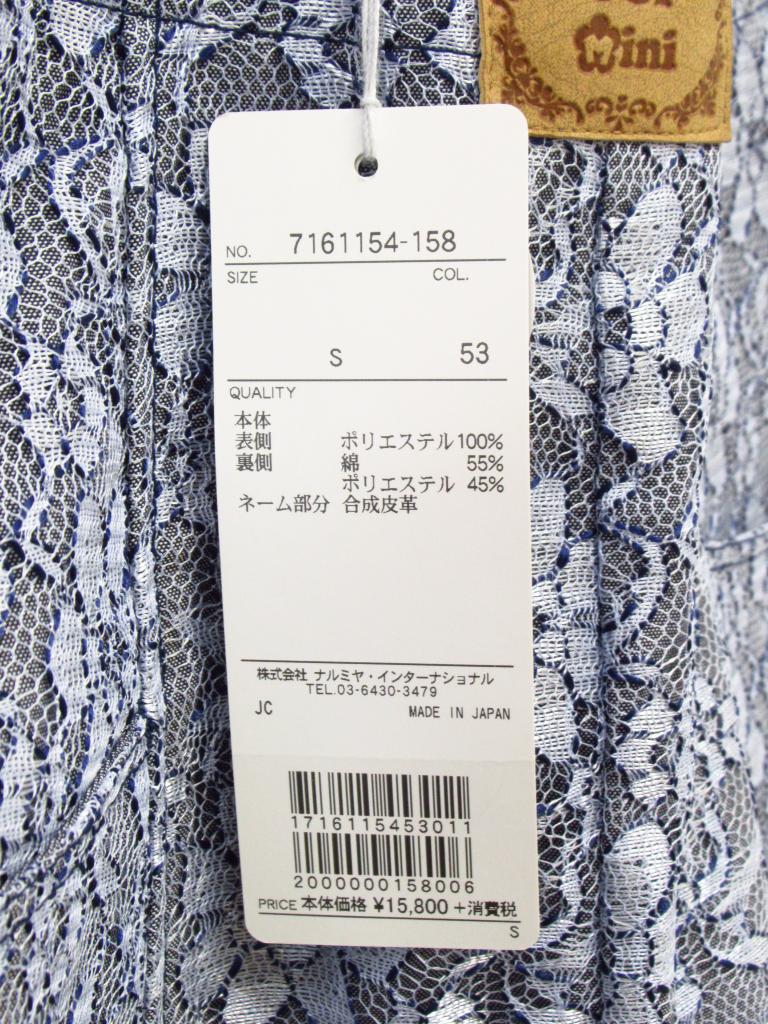 Mini
NO. 7161154-158
SIZE COL.
S 53
QUALITY
本体
表側 ポリエステル100%
裏側 綿 55%
ポリエステル 45%
ネーム部分 合成皮革
株式会社 ナルミヤ・インターナショナル
TEL.03-6430-3479
JC MADE IN JAPAN
1716115453011
2000000158006
PRICE 本体価格 ¥15,800 +消費税
S